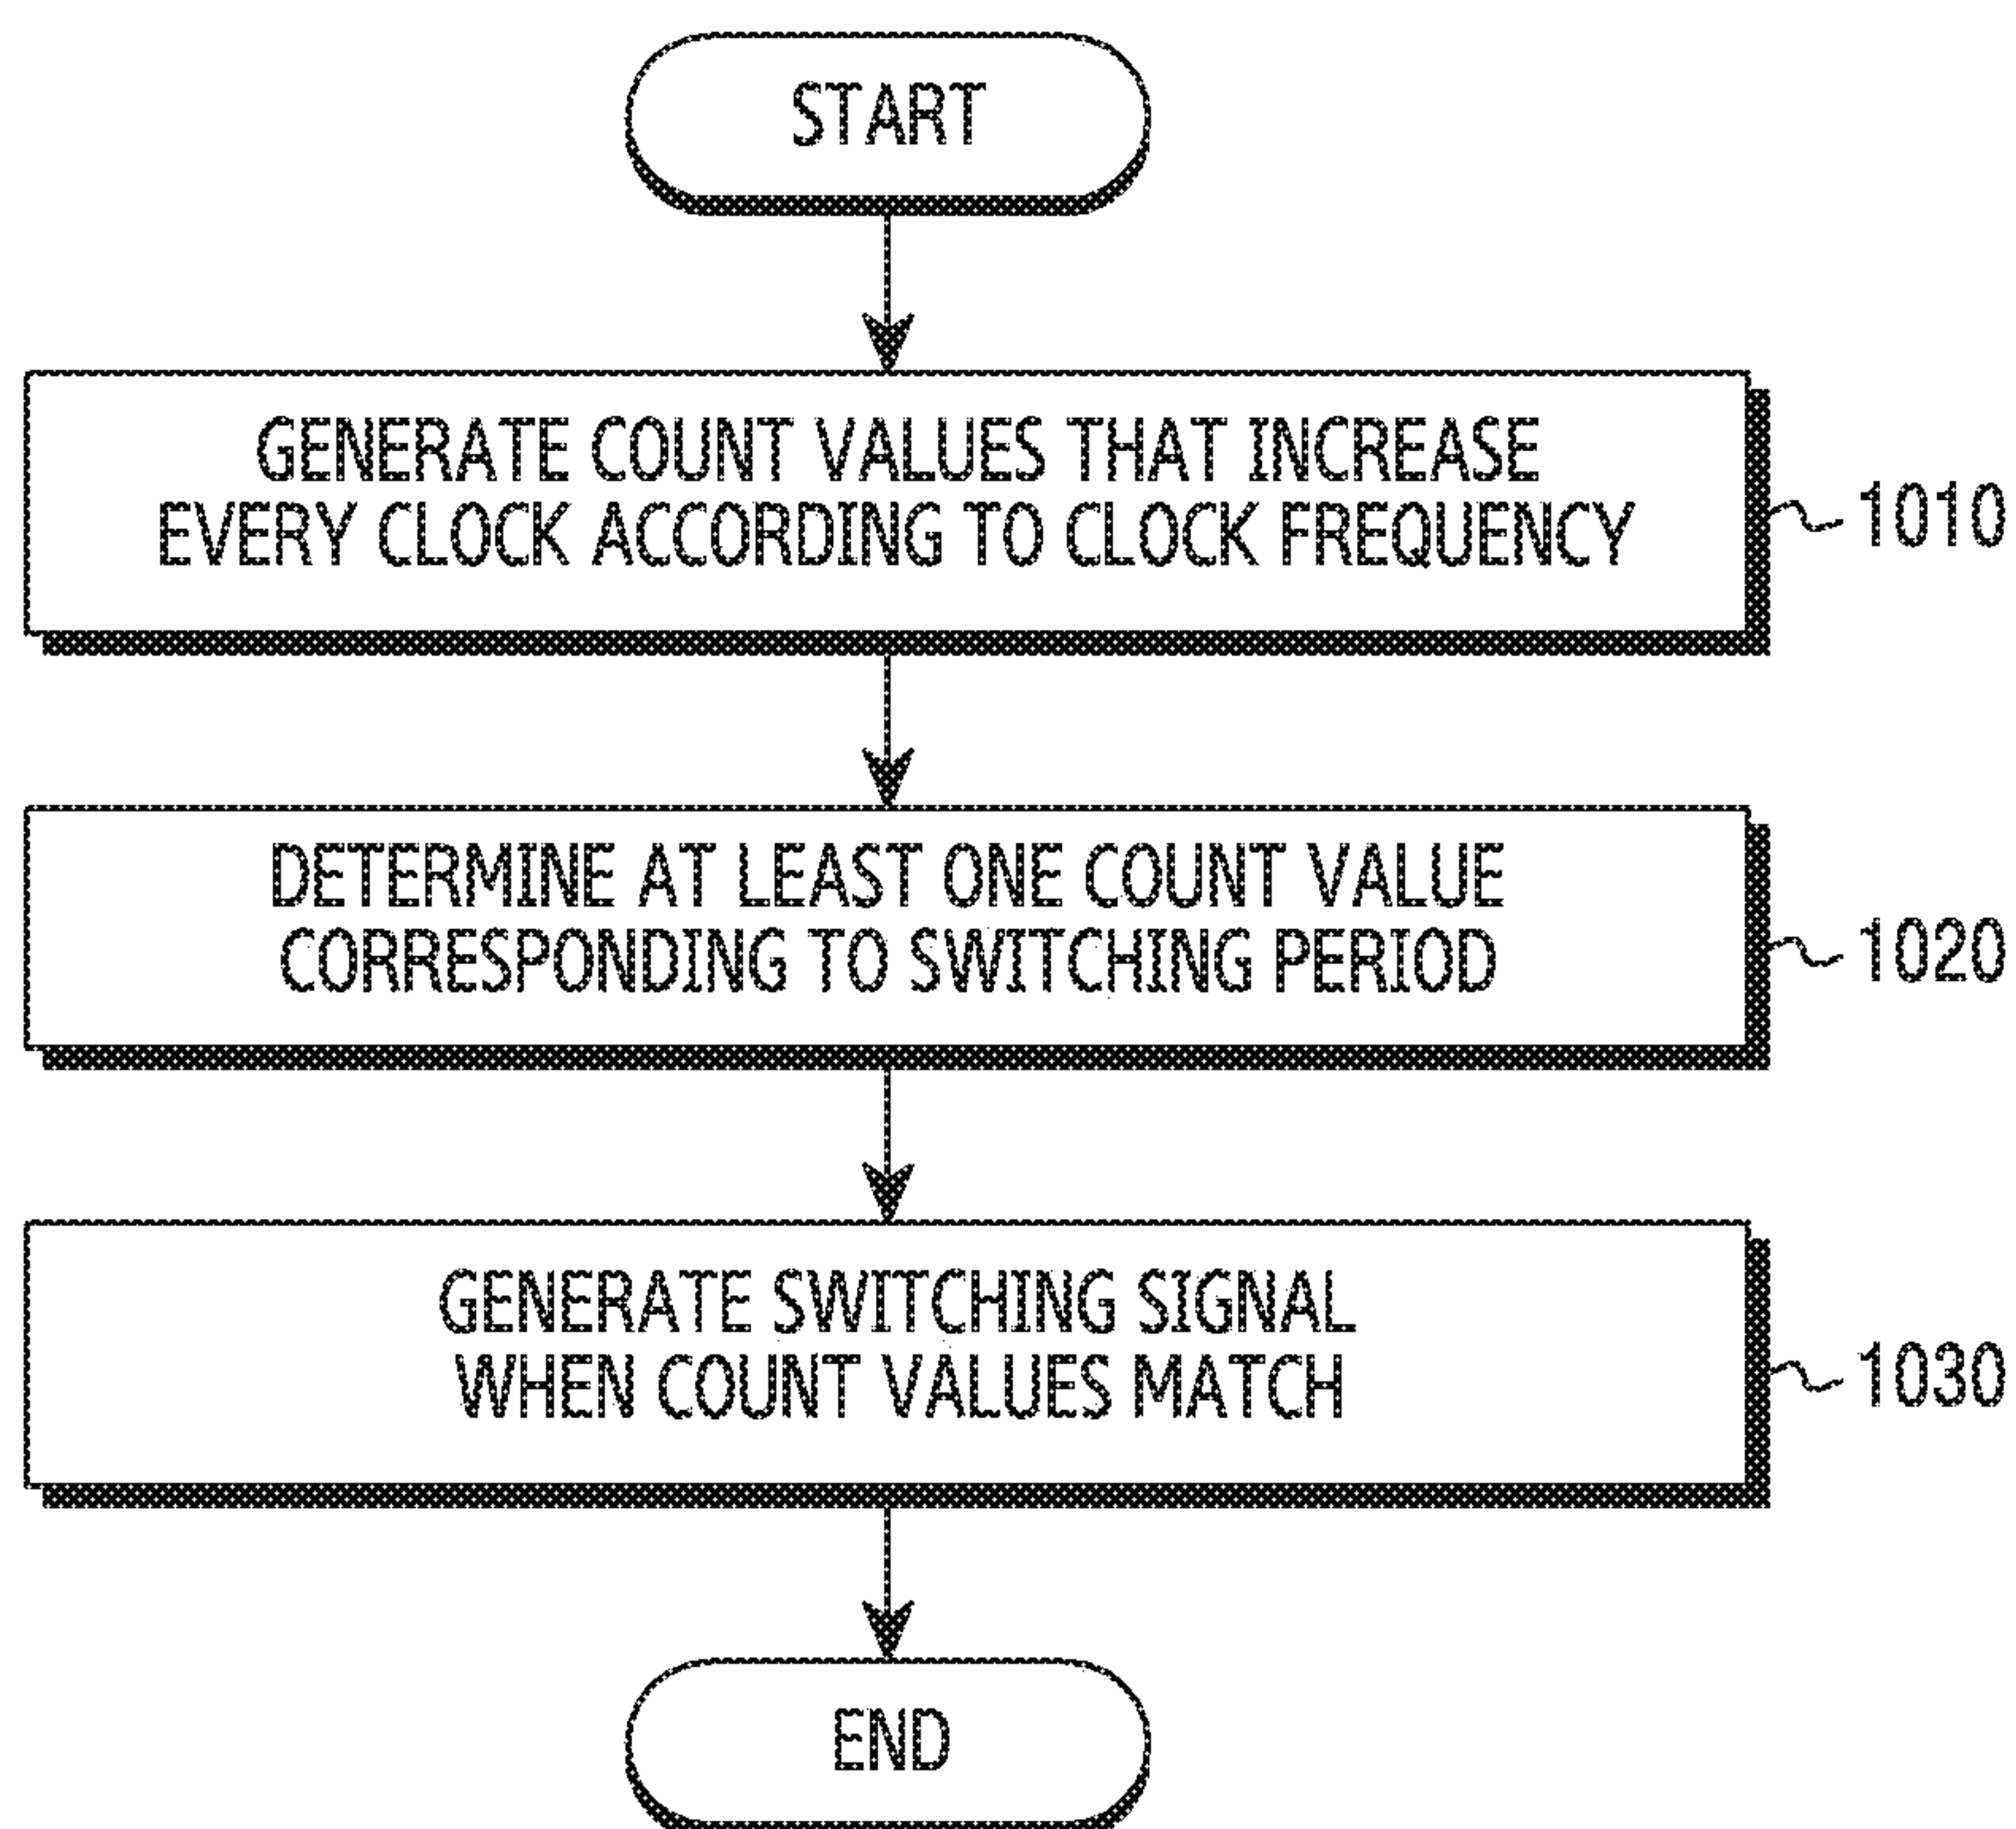 START
GENERATE COUNT VALUES THAT INCREASE
EVERY CLOCK ACCORDING TO CLOCK FREQUENCY
1010
DETERMINE AT LEAST ONE COUNT VALUE
CORRESPONDING TO SWITCHING PERIOD
1020
GENERATE SWITCHING SIGNAL
WHEN COUNT VALUES MATCH
1030
END